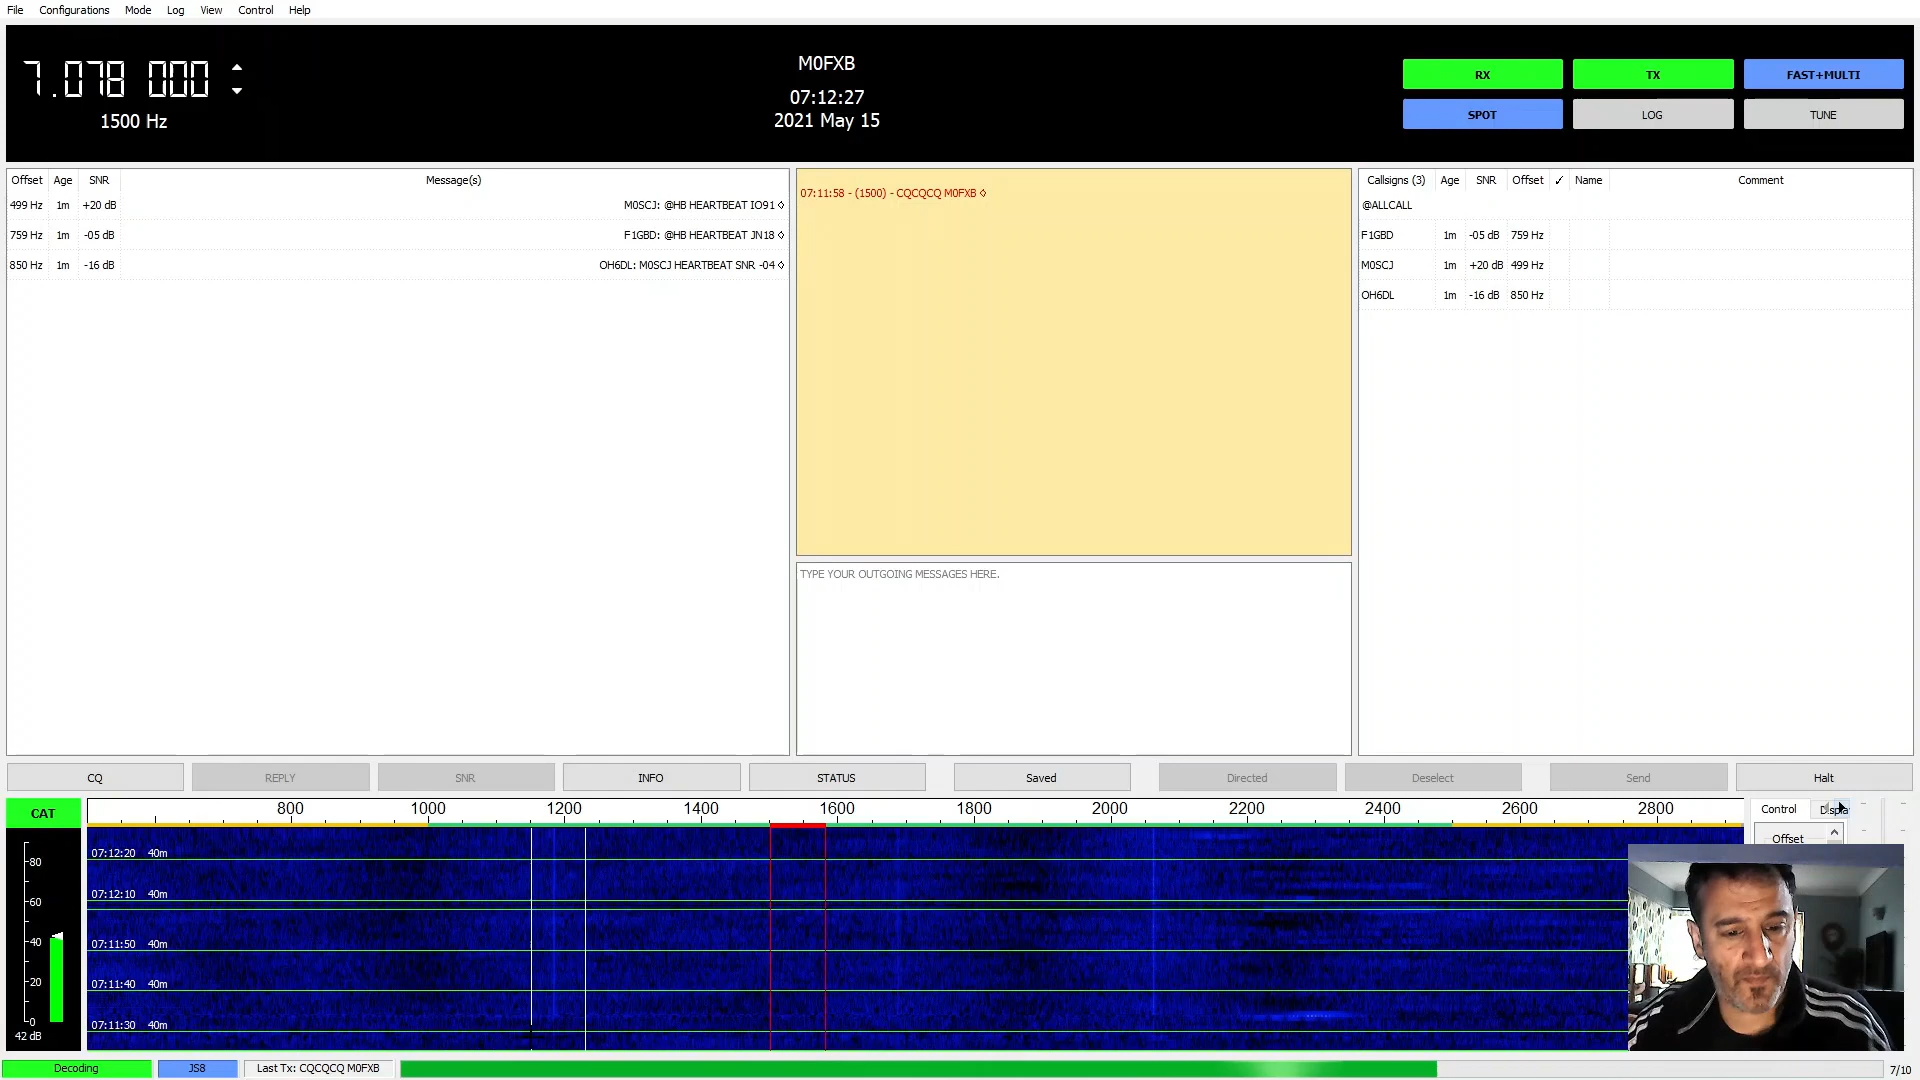 File Configurations Mode Log View Control Help
7.078 000
1500 Hz
M0FXB
07:12:27
2021 May 15
RX TX FAST+MULTI
SPOT LOG TUNE
Offset Age SNR Message(s)
499 Hz 1m +20 dB M0SCJ: @HB HEARTBEAT IO91 ◊
759 Hz 1m -05 dB F1GBD: @HB HEARTBEAT JN18 ◊
850 Hz 1m -16 dB OH6DL: M0SCJ HEARTBEAT SNR -04 ◊
07:11:58 - (1500) - CQCQCQ M0FXB ◊
TYPE YOUR OUTGOING MESSAGES HERE.
Callsigns (3) Age SNR Offset ✓ Name Comment
@ALLCALL
F1GBD 1m -05 dB 759 Hz
M0SCJ 1m +20 dB 499 Hz
OH6DL 1m -16 dB 850 Hz
CQ REPLY SNR INFO STATUS Saved Directed Deselect Send Halt
CAT
800 1000 1200 1400 1600 1800 2000 2200 2400 2600 2800
Control
Offset
80
60
40
20
0
42 dB
07:12:20 40m
07:12:10 40m
07:11:50 40m
07:11:40 40m
07:11:30 40m
Decoding JS8 Last Tx: CQCQCQ M0FXB 7/10